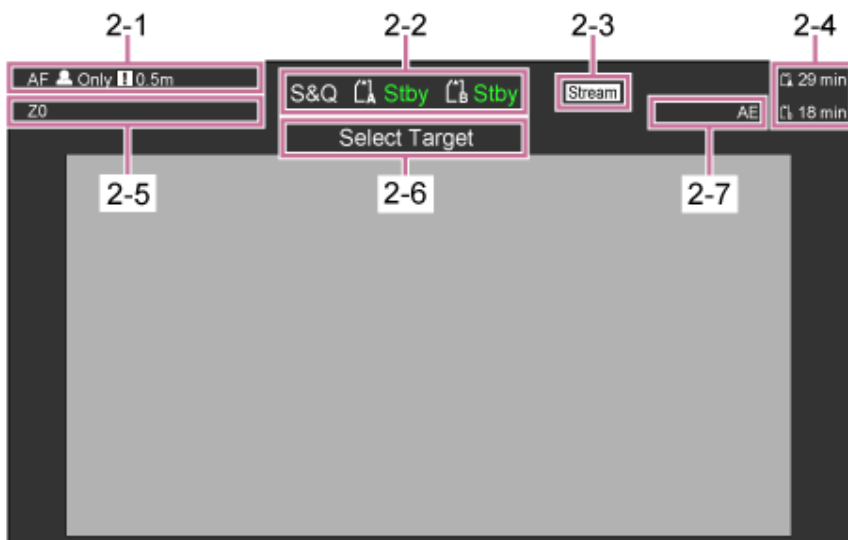 2-1 2-2 2-3 2-4
AF Only 0.5m
S&Q A Stby B Stby
Stream
29 min
Z0
AE
18 min
Select Target
2-5 2-6 2-7